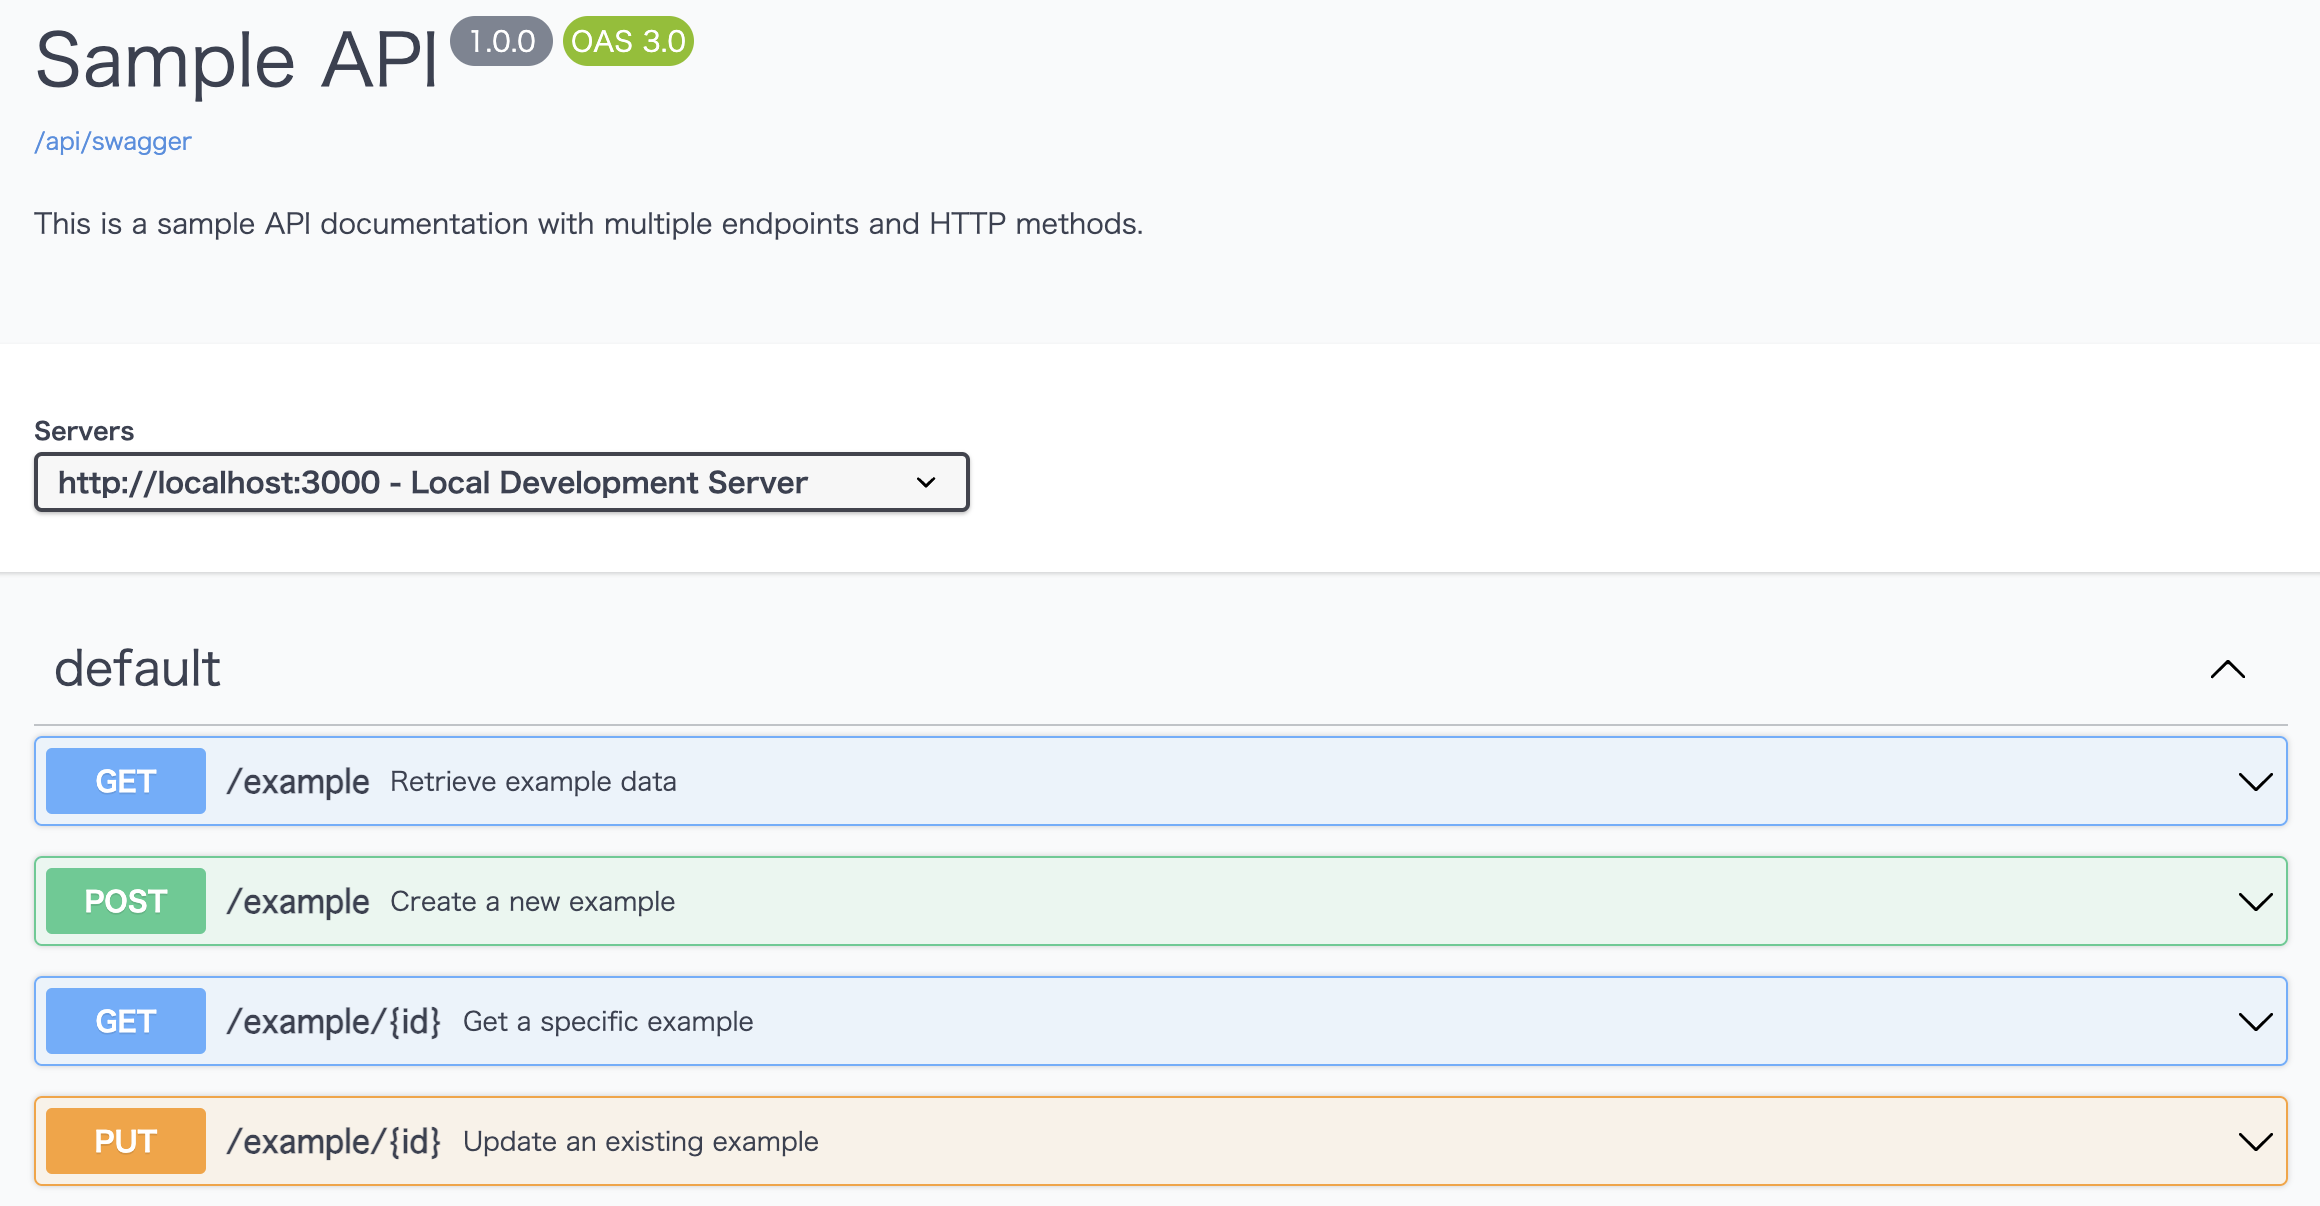 Sample API 1.0.0 OAS 3.0
/api/swagger
This is a sample API documentation with multiple endpoints and HTTP methods.
Servers
http://localhost:3000 - Local Development Server
default
GET /example Retrieve example data
POST /example Create a new example
GET /example/{id} Get a specific example
PUT /example/{id} Update an existing example